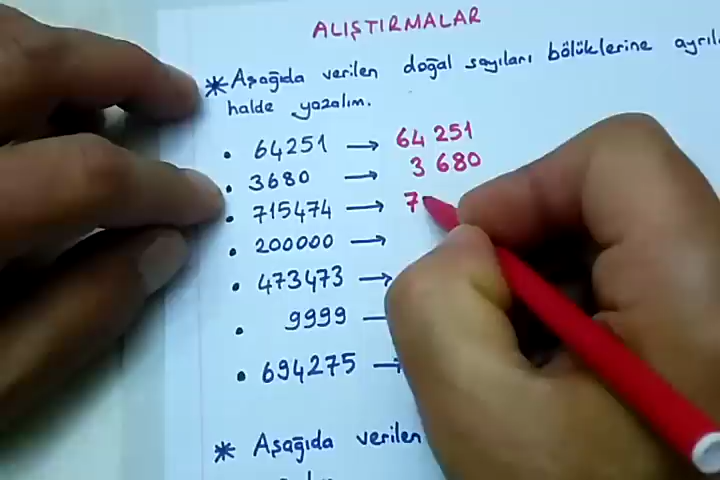 ALIŞTIRMALAR
* Aşağıda verilen doğal sayıları bölüklerine
halde yazalım.
• 64251 → 64 251
• 3680 → 3 680
• 715474 → 7
• 200000 →
• 473473 →
• 9999 →
• 694275 →
* Aşağıda verilen